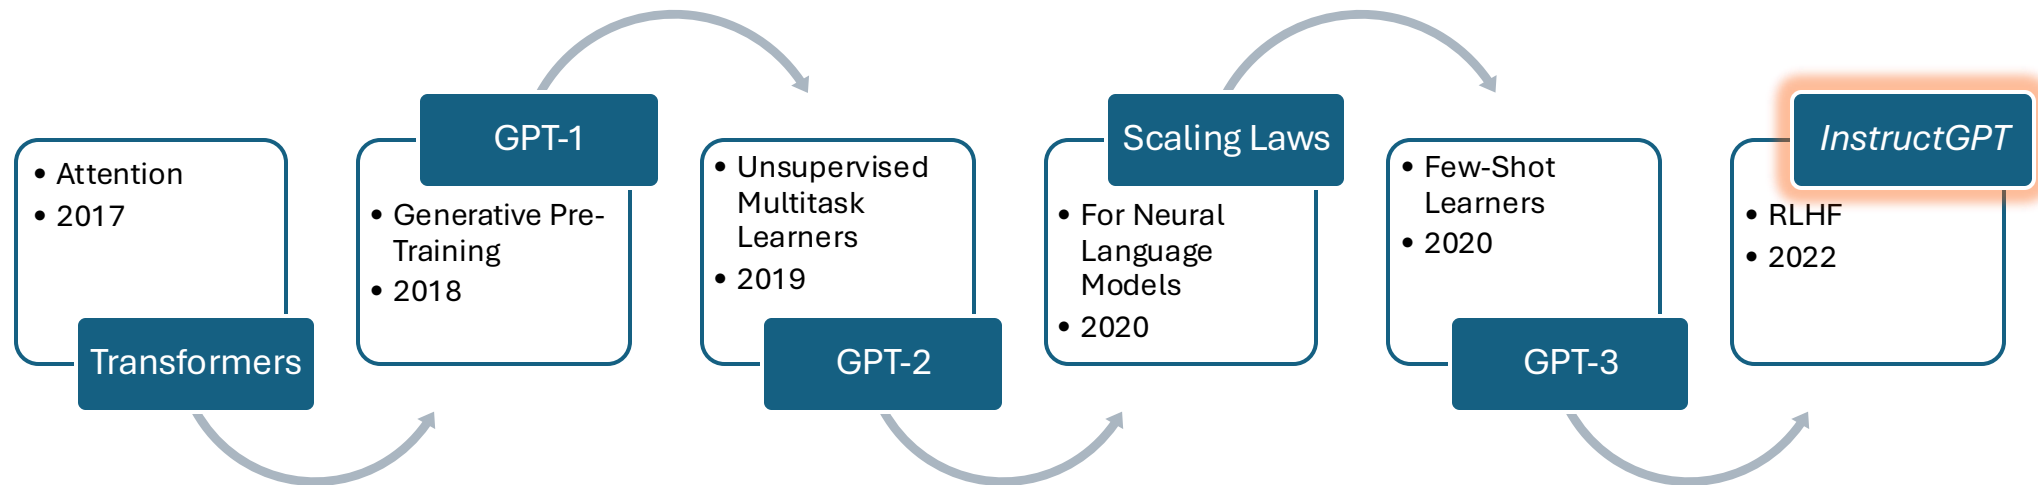 • Attention
• 2017
Transformers
GPT-1
• Generative Pre-
Training
• 2018
• Unsupervised
Multitask
Learners
• 2019
GPT-2
Scaling Laws
• For Neural
Language
Models
• 2020
• Few-Shot
Learners
• 2020
GPT-3
InstructGPT
• RLHF
• 2022